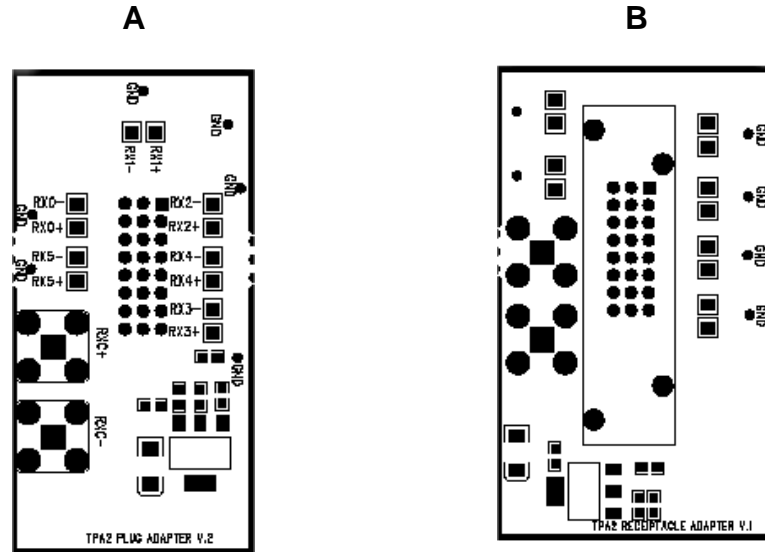 A B
GND
GND
RX1- RX1+
GND
RX0- RX2-
GND
RX0+ RX2+
RX5- RX4-
GND
RX5+ RX4+
RX3-
RX3+
RXC+
GND
RXC-
TPA2 PLUG ADAPTER V.2
GND
GND
GND
GND
TPA2 RECEPTACLE ADAPTER V.1